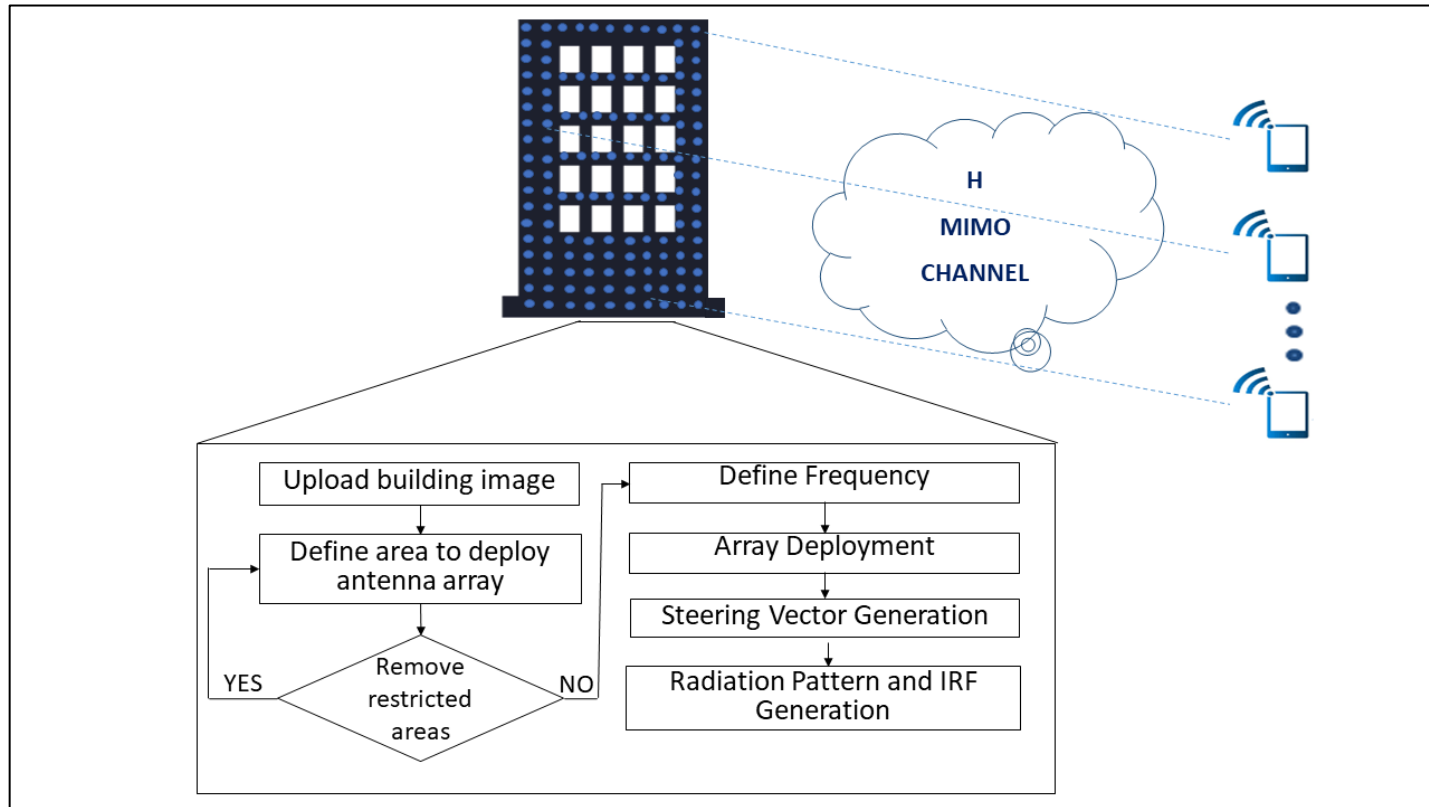 H
MIMO
CHANNEL
Upload building image
Define area to deploy
antenna array
Remove
restricted
areas
YES
NO
Define Frequency
Array Deployment
Steering Vector Generation
Radiation Pattern and IRF
Generation